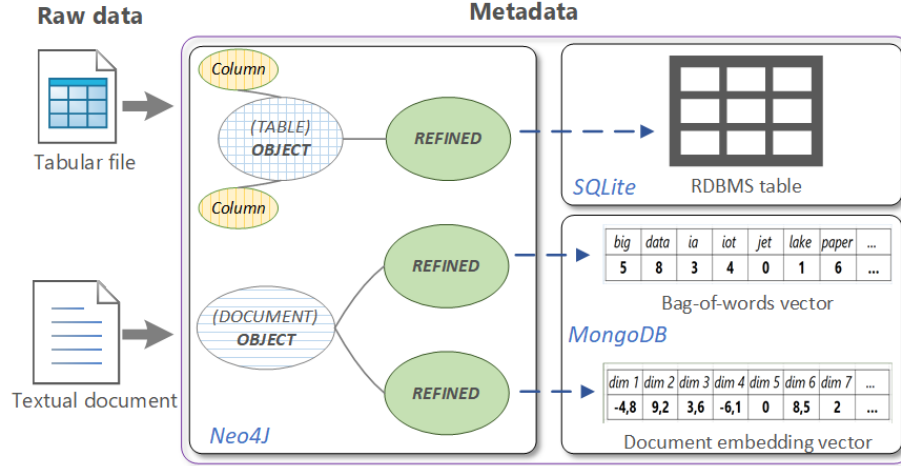 Raw data
Metadata
Tabular file
Column
(TABLE)
OBJECT
Column
REFINED
SQLite
RDBMS table
Textual document
(DOCUMENT)
OBJECT
REFINED
REFINED
Neo4J
big data ia iot jet lake paper ...
5 8 3 4 0 1 6 ...
Bag-of-words vector
MongoDB
dim 1 dim 2 dim 3 dim 4 dim 5 dim 6 dim 7 ...
-4,8 9,2 3,6 -6,1 0 8,5 2 ...
Document embedding vector